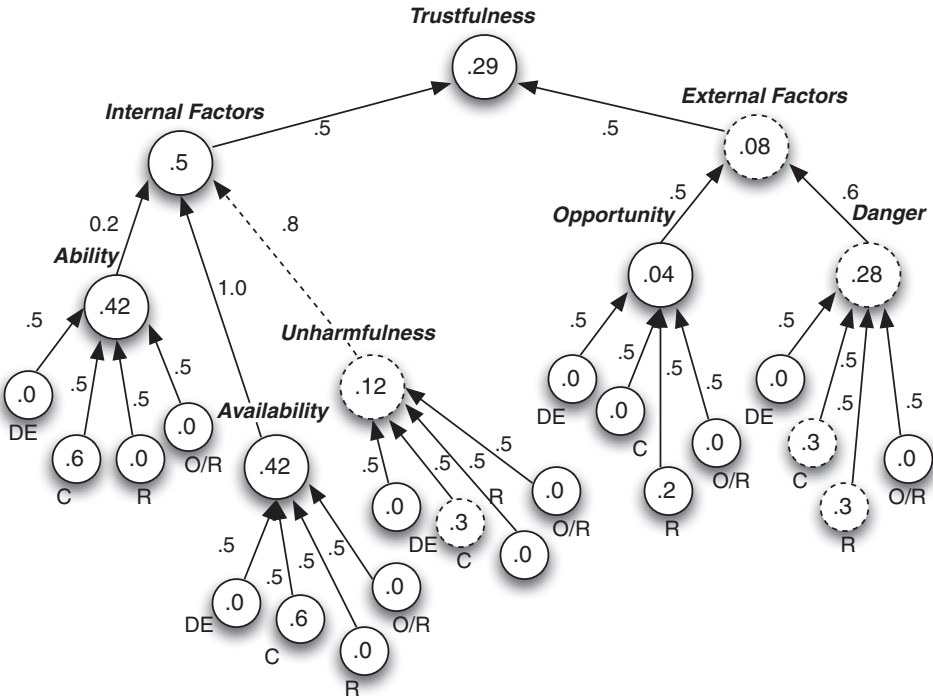 Trustfulness
.29
Internal Factors
External Factors
.5
.5
.5
.08
0.2
1.0
.8
.5
.6
Ability
Opportunity
Danger
.42
.04
.28
.5
.5
.5
.5
Unharmfulness
.5
.5
.5
.5
.5
.5
.5
.5
.0
DE
.6
C
.0
R
.0
O/R
Availability
.12
.0
DE
.0
C
.2
R
.0
O/R
.0
DE
.3
C
.3
R
.0
O/R
.42
.5
.5
.5
.5
.0
DE
.3
C
.0
R
.0
O/R
.5
.5
.5
.5
.0
DE
.6
C
.0
R
.0
O/R